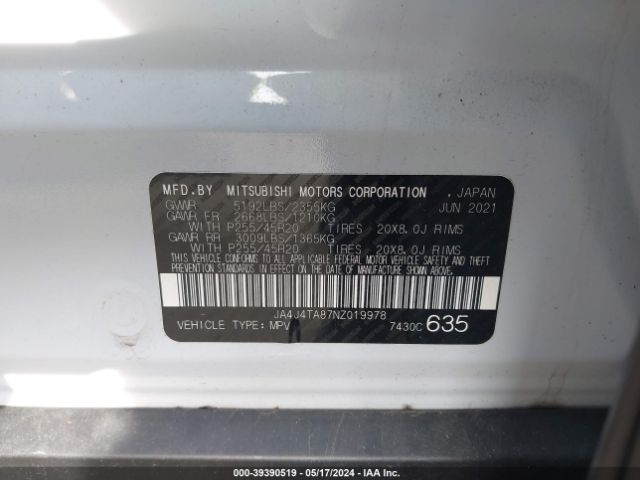 MFD.BY MITSUBISHI MOTORS CORPORATION . JAPAN
GVWR 5192LBS/2355KG JUN 2021
GAWR FR 2668LBS/1210KG
WITH P255/45R20 TIRES 20X8.0J RIMS
GAWR RR 3009LBS/1365KG
WITH P255/45R20 TIRES 20X8.0J RIMS
THIS VEHICLE CONFORMS TO ALL APPLICABLE FEDERAL MOTOR VEHICLE
SAFETY, BUMPER, AND THEFT PREVENTION STANDARDS IN
EFFECT ON THE DATE OF MANUFACTURE SHOWN ABOVE.
JA4J4TA87NZ019978
VEHICLE TYPE: MPV 7430C 635
000-39390519 - 05/17/2024 - IAA Inc.